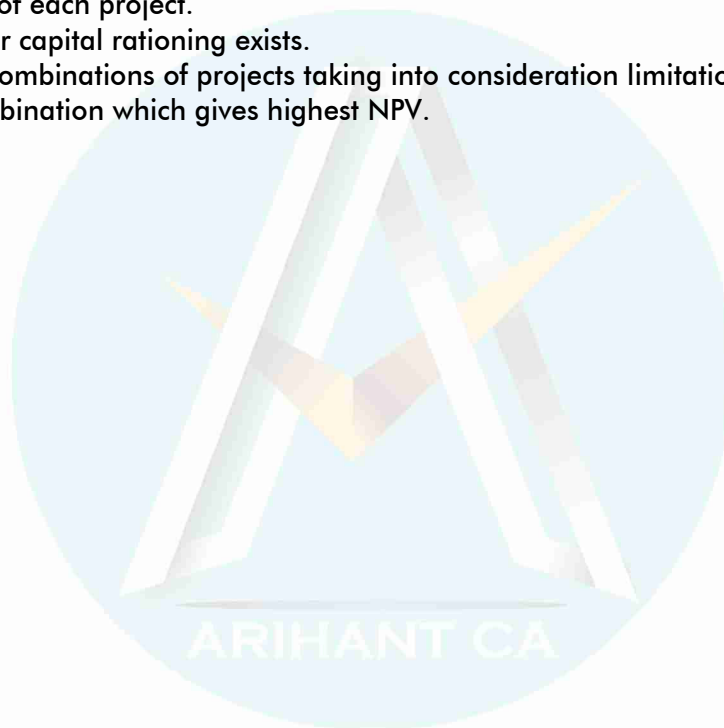 of each project.
r capital rationing exists.
ombinations of projects taking into consideration limitatio
bination which gives highest NPV.
ARIHANT CA